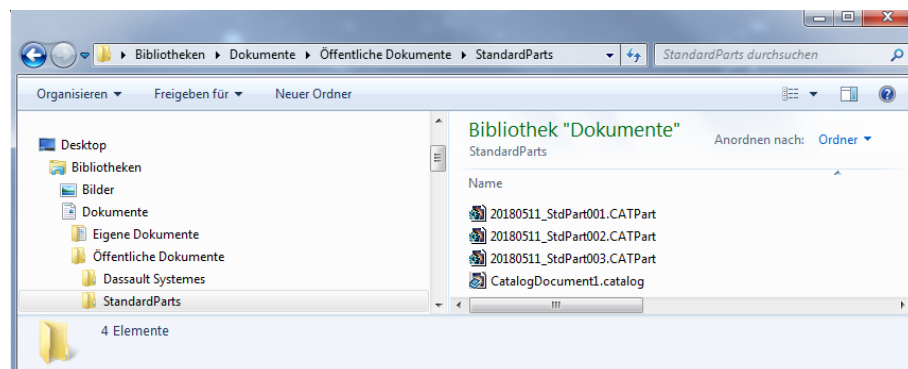 Bibliotheken Dokumente Öffentliche Dokumente StandardParts StandardParts durchsuchen
Organisieren Freigeben für Neuer Ordner
Desktop
Bibliotheken
Bilder
Dokumente
Eigene Dokumente
Öffentliche Dokumente
Dassault Systemes
StandardParts
Bibliothek "Dokumente"
StandardParts
Anordnen nach: Ordner
Name
20180511_StdPart001.CATPart
20180511_StdPart002.CATPart
20180511_StdPart003.CATPart
CatalogDocument1.catalog
4 Elemente